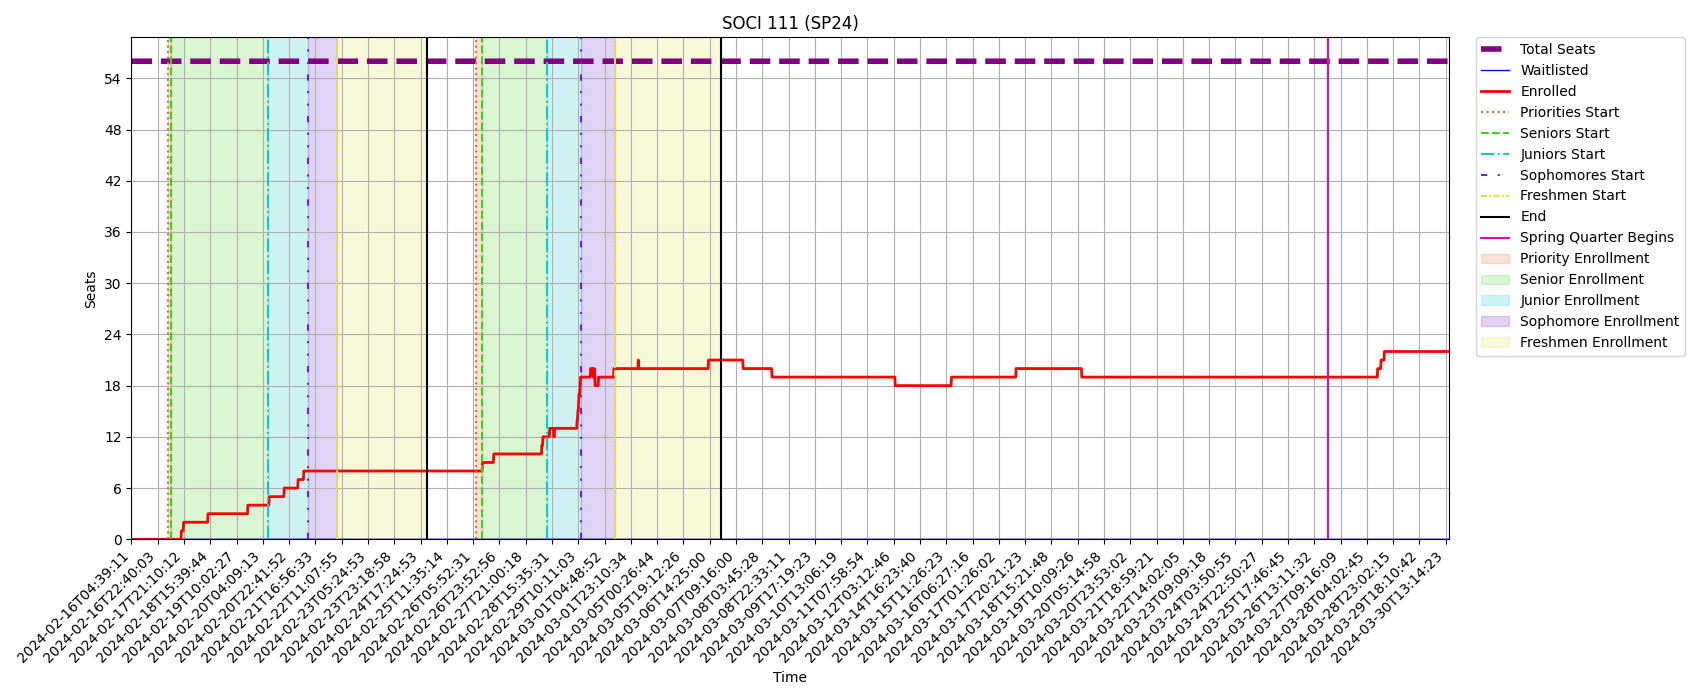 SOCI 111 (SP24)
Seats
54
48
42
36
30
24
18
12
6
0
2024-02-16T04:39:11
2024-02-16T22:40:03
2024-02-17T21:10:12
2024-02-18T15:39:44
2024-02-19T10:02:27
2024-02-20T04:09:13
2024-02-20T22:41:52
2024-02-21T16:56:33
2024-02-22T11:07:55
2024-02-23T05:24:53
2024-02-23T23:18:58
2024-02-24T17:24:53
2024-02-25T11:35:14
2024-02-26T05:52:31
2024-02-26T23:52:56
2024-02-27T21:00:18
2024-02-28T15:35:31
2024-02-29T10:11:03
2024-03-01T04:48:52
2024-03-01T23:10:34
2024-03-05T00:26:44
2024-03-05T19:12:26
2024-03-06T14:25:00
2024-03-07T09:16:00
2024-03-08T03:45:28
2024-03-08T22:33:11
2024-03-09T17:19:23
2024-03-10T13:06:19
2024-03-11T07:58:54
2024-03-12T03:12:46
2024-03-14T16:23:40
2024-03-15T11:26:23
2024-03-16T06:27:16
2024-03-17T01:26:02
2024-03-17T20:21:23
2024-03-18T15:21:48
2024-03-19T10:09:26
2024-03-20T05:14:58
2024-03-20T23:53:02
2024-03-21T18:59:21
2024-03-22T14:02:05
2024-03-23T09:09:18
2024-03-24T03:50:55
2024-03-24T22:50:27
2024-03-25T17:46:45
2024-03-26T13:11:32
2024-03-27T09:16:09
2024-03-28T04:02:45
2024-03-28T23:02:15
2024-03-29T18:10:42
2024-03-30T13:14:23
Time
Total Seats
Waitlisted
Enrolled
Priorities Start
Seniors Start
Juniors Start
Sophomores Start
Freshmen Start
End
Spring Quarter Begins
Priority Enrollment
Senior Enrollment
Junior Enrollment
Sophomore Enrollment
Freshmen Enrollment